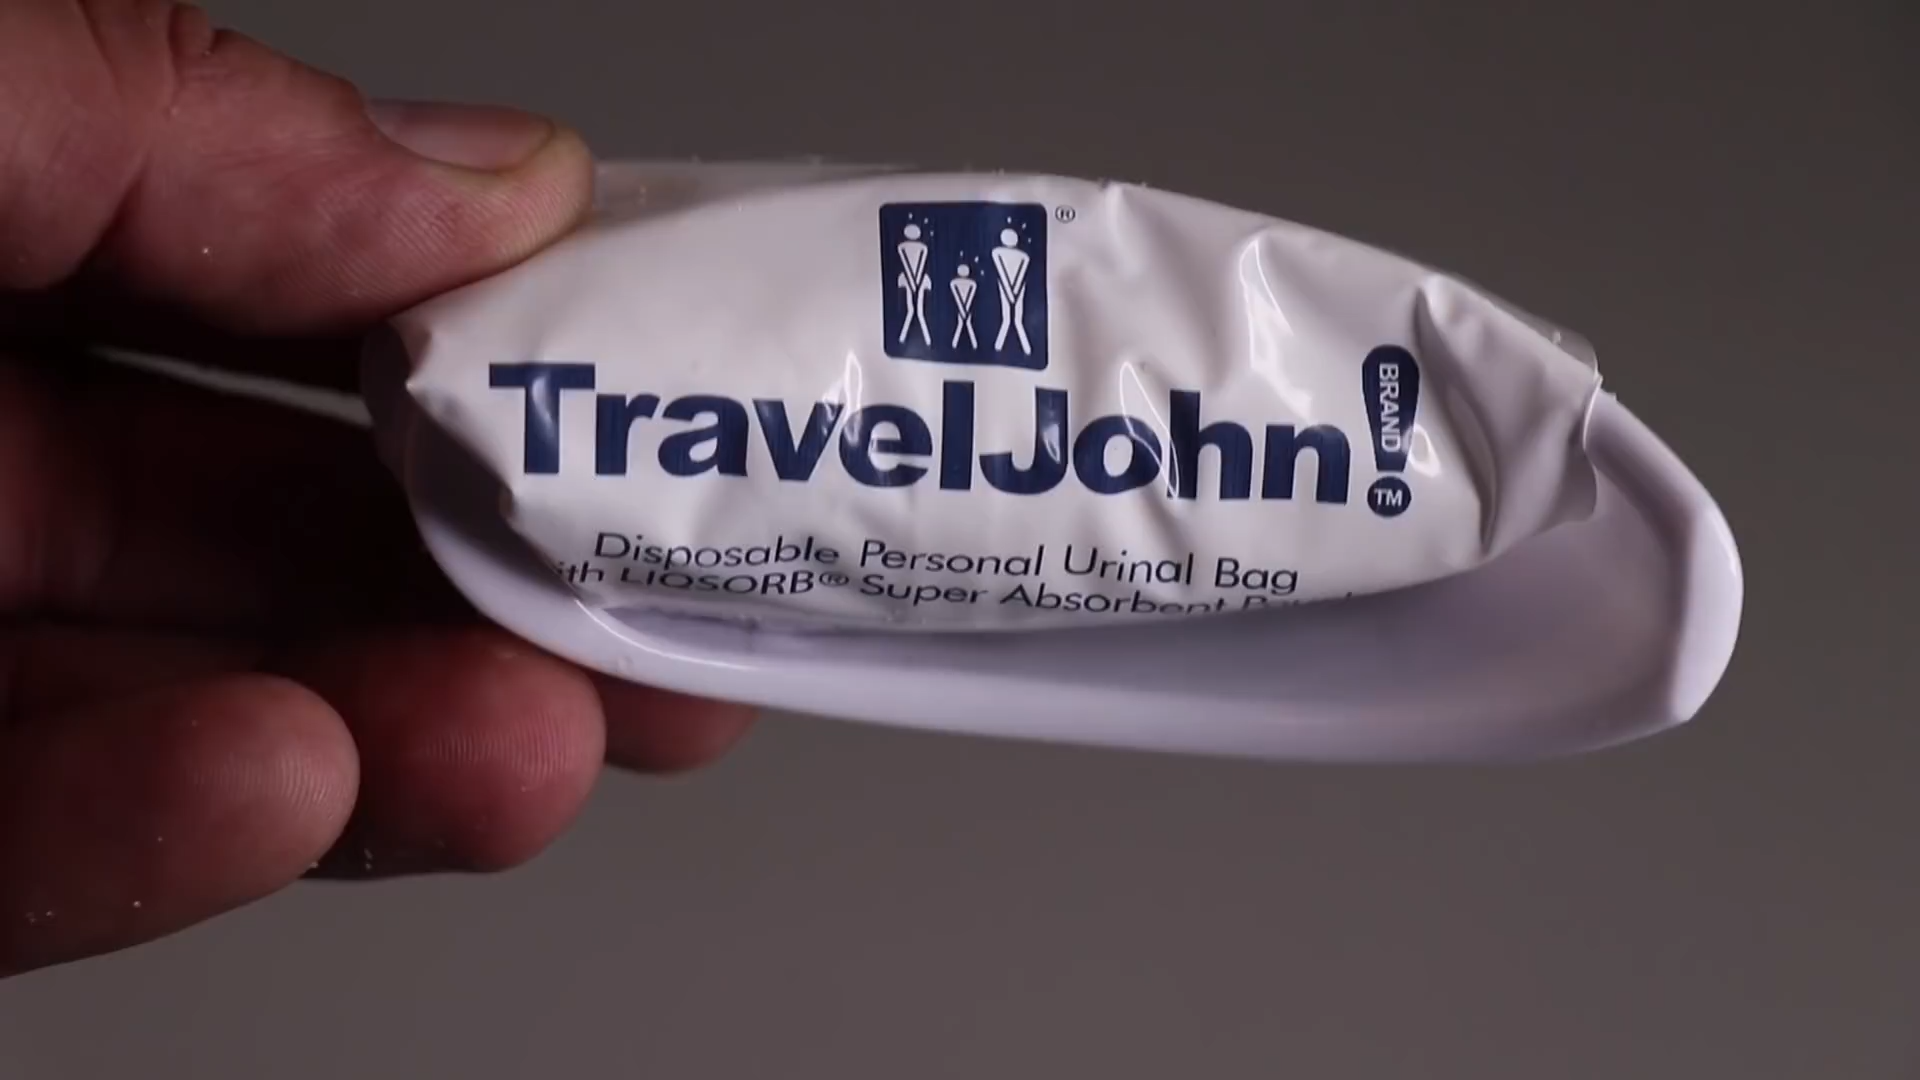 ®
TravelJohn!
BRAND
TM
Disposable Personal Urinal Bag
LIQSORB® Super Absorbent